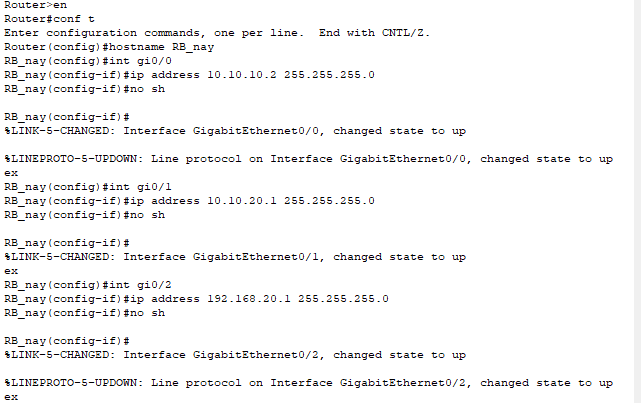 Router>en
Router#conf t
Enter configuration commands, one per line.  End with CNTL/Z.
Router(config)#hostname RB_nay
RB_nay(config)#int gi0/0
RB_nay(config-if)#ip address 10.10.10.2 255.255.255.0
RB_nay(config-if)#no sh
RB_nay(config-if)#
%LINK-5-CHANGED: Interface GigabitEthernet0/0, changed state to up
%LINEPROTO-5-UPDOWN: Line protocol on Interface GigabitEthernet0/0, changed state to up
ex
RB_nay(config)#int gi0/1
RB_nay(config-if)#ip address 10.10.20.1 255.255.255.0
RB_nay(config-if)#no sh
RB_nay(config-if)#
%LINK-5-CHANGED: Interface GigabitEthernet0/1, changed state to up
ex
RB_nay(config)#int gi0/2
RB_nay(config-if)#ip address 192.168.20.1 255.255.255.0
RB_nay(config-if)#no sh
RB_nay(config-if)#
%LINK-5-CHANGED: Interface GigabitEthernet0/2, changed state to up
%LINEPROTO-5-UPDOWN: Line protocol on Interface GigabitEthernet0/2, changed state to up
ex